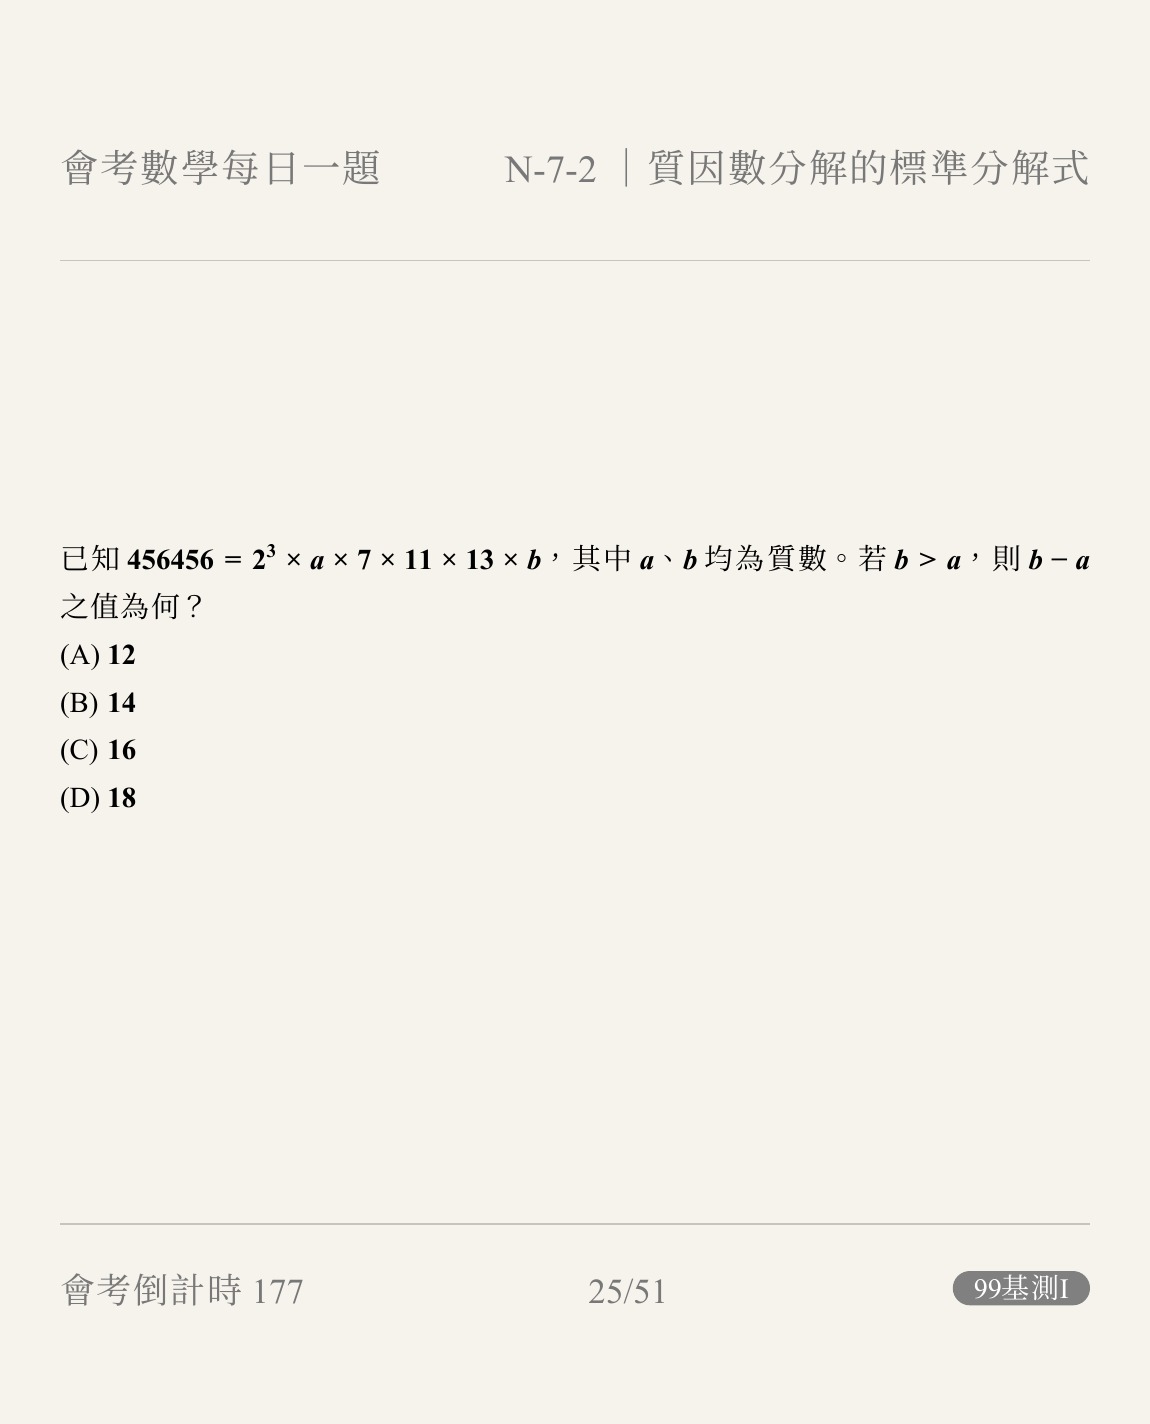 會考數學每日一題
N-7-2｜質因數分解的標準分解式
已知 456456 = 2³ × a × 7 × 11 × 13 × b，其中 a、b 均為質數。若 b > a，則 b − a
之值為何？
(A) 12
(B) 14
(C) 16
(D) 18
會考倒計時 177
25/51
99基測I